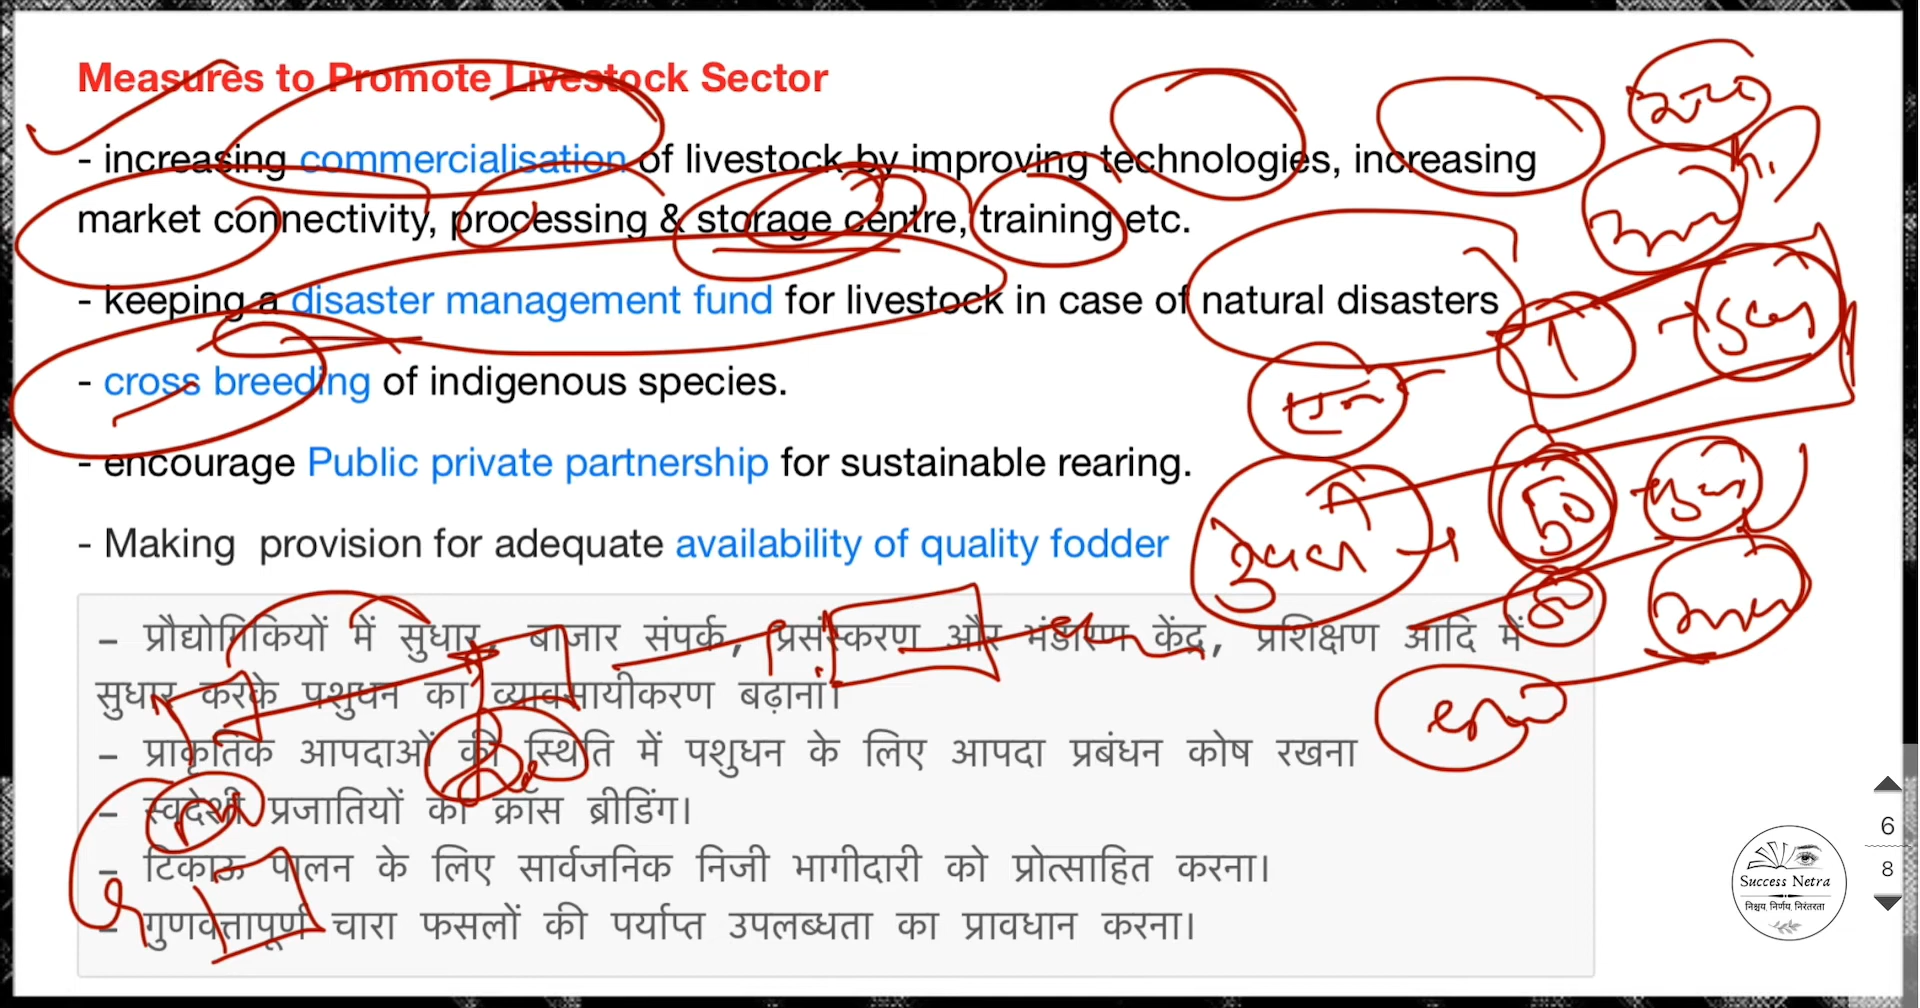 Measures to Promote Livestock Sector
- increasing commercialisation of livestock by improving technologies, increasing
market connectivity, processing & storage centre, training etc.
- keeping a disaster management fund for livestock in case of natural disasters
- cross breeding of indigenous species.
- encourage Public private partnership for sustainable rearing.
- Making provision for adequate availability of quality fodder
– प्रौद्योगिकियों में सुधार, बाजार संपर्क, प्रसंस्करण और भंडारण केंद्र, प्रशिक्षण आदि में
सुधार करके पशुधन का व्यावसायीकरण बढ़ाना।
– प्राकृतिक आपदाओं की स्थिति में पशुधन के लिए आपदा प्रबंधन कोष रखना
– स्वदेशी प्रजातियों की क्रॉस ब्रीडिंग।
– टिकाऊ पालन के लिए सार्वजनिक निजी भागीदारी को प्रोत्साहित करना।
– गुणवत्तापूर्ण चारा फसलों की पर्याप्त उपलब्धता का प्रावधान करना।
50
6
8
Success Netra
निश्चय, निर्णय, निरंतरता